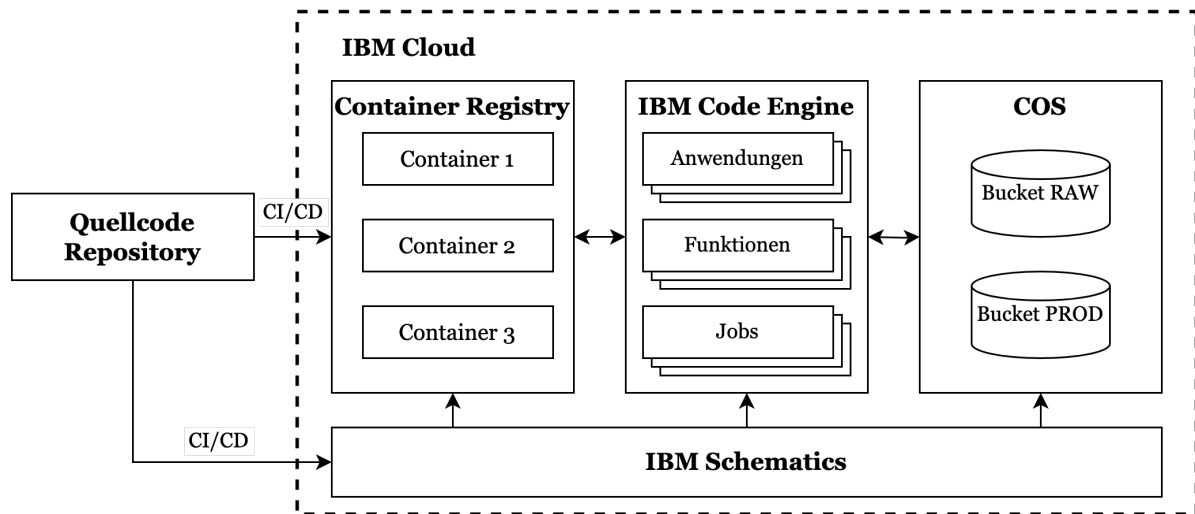 IBM Cloud
Container Registry
Container 1
Container 2
Container 3
IBM Code Engine
Anwendungen
Funktionen
Jobs
COS
Bucket RAW
Bucket PROD
Quellcode
Repository
CI/CD
CI/CD
IBM Schematics